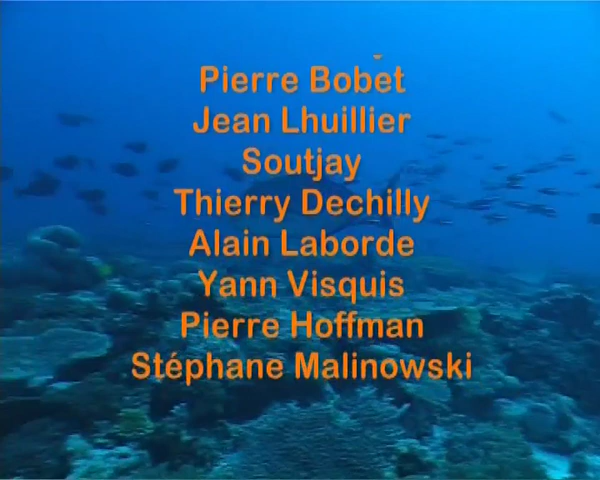 Pierre Bobet
Jean Lhuillier
Soutjay
Thierry Dechilly
Alain Laborde
Yann Visquis
Pierre Hoffman
Stéphane Malinowski